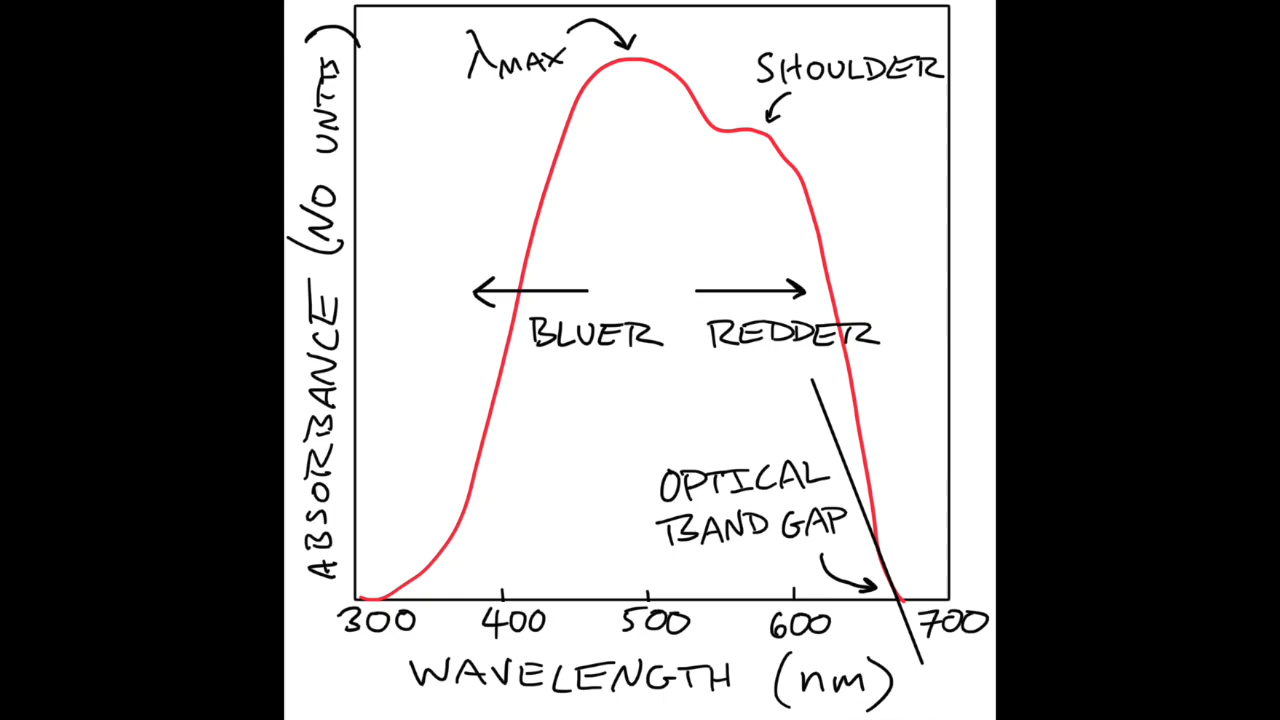 λMAX
SHOULDER
ABSORBANCE (NO UNITS)
BLUER
REDDER
OPTICAL
BAND GAP
300 400 500 600 700
WAVELENGTH (nm)